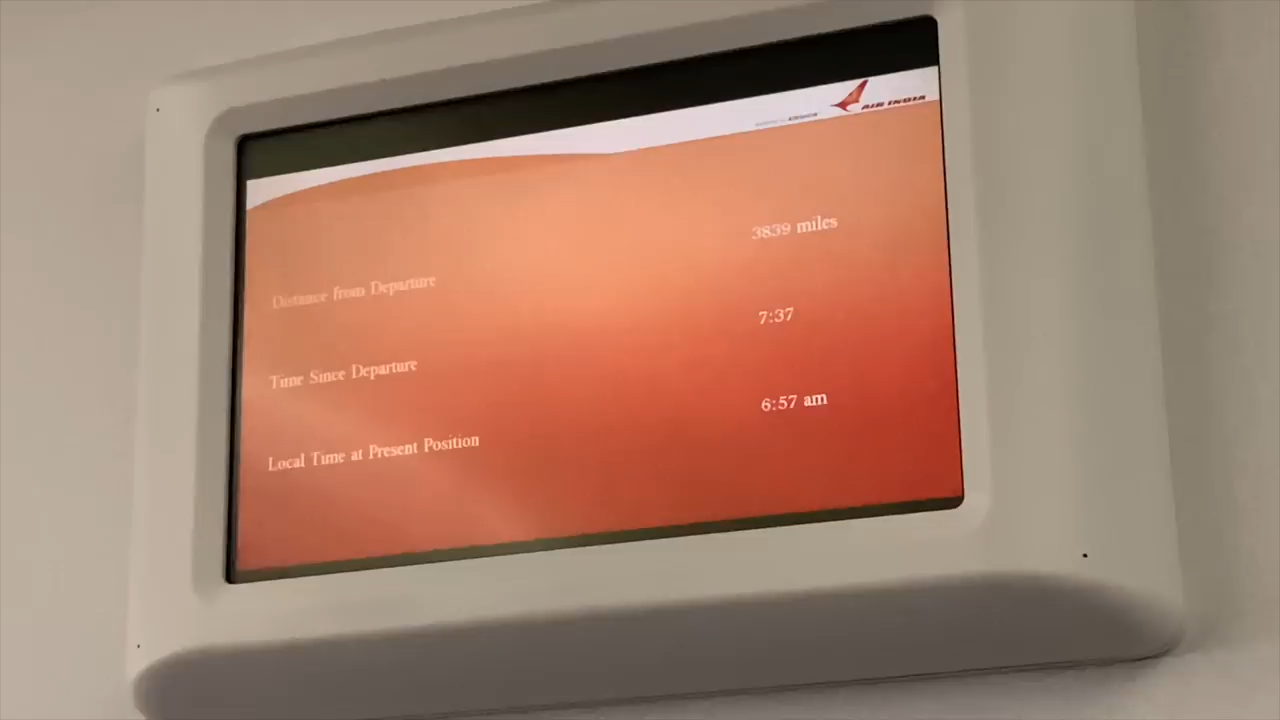 AIR INDIA
3839 miles
Distance from Departure
7:37
Time Since Departure
6:57 am
Local Time at Present Position